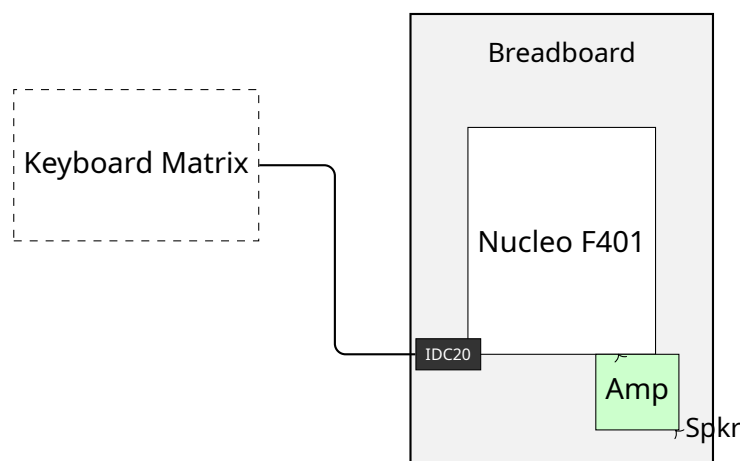 Breadboard
Keyboard Matrix
Nucleo F401
IDC20
Amp
Spkr